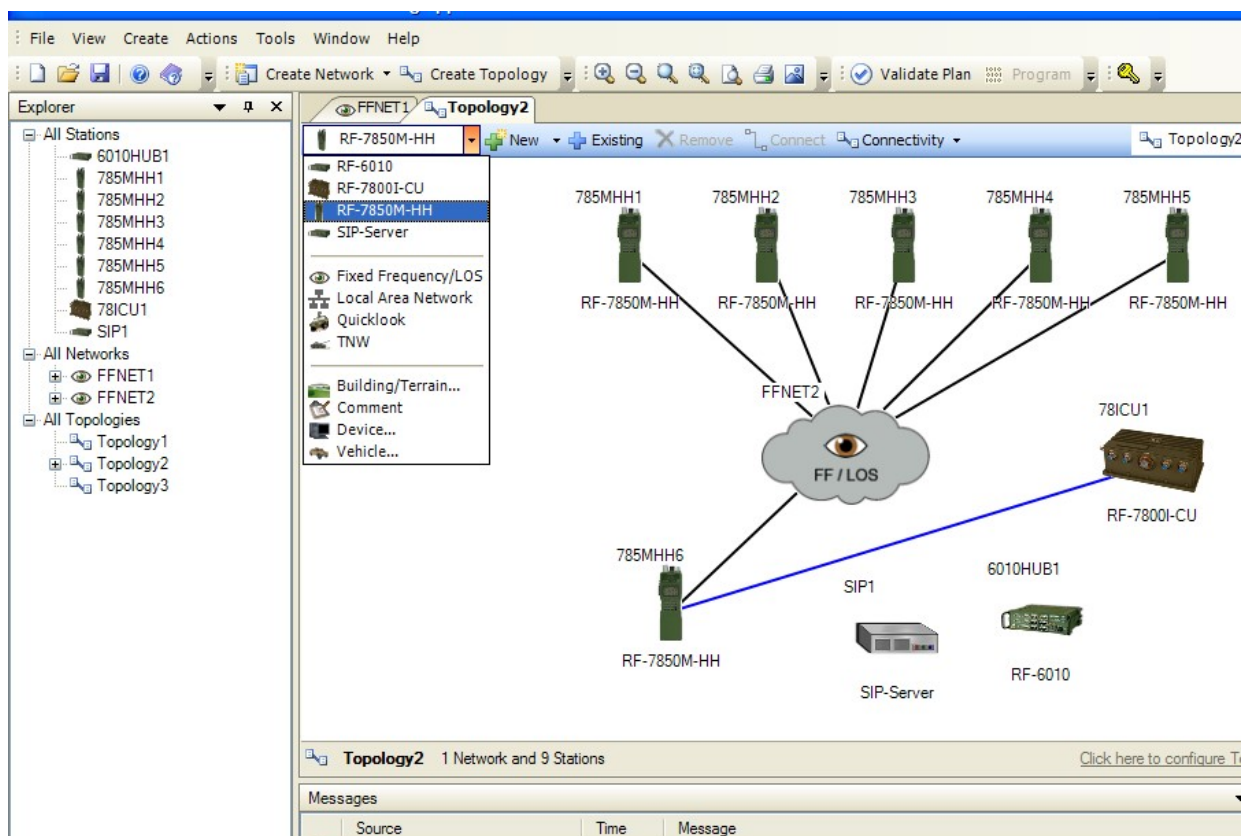 File View Create Actions Tools Window Help
Create Network Create Topology Validate Plan Program
Explorer
FFNET1 Topology2
All Stations
6010HUB1
785MHH1
785MHH2
785MHH3
785MHH4
785MHH5
785MHH6
78ICU1
SIP1
All Networks
FFNET1
FFNET2
All Topologies
Topology1
Topology2
Topology3
RF-7850M-HH New Existing Remove Connect Connectivity Topology2
RF-6010
RF-7800I-CU
RF-7850M-HH
SIP-Server
Fixed Frequency/LOS
Local Area Network
Quicklook
TNW
Building/Terrain...
Comment
Device...
Vehicle...
785MHH1 785MHH2 785MHH3 785MHH4 785MHH5
RF-7850M-HH RF-7850M-HH RF-7850M-HH RF-7850M-HH RF-7850M-HH
FFNET2
FF / LOS
78ICU1
RF-7800I-CU
785MHH6
RF-7850M-HH
SIP1
SIP-Server
6010HUB1
RF-6010
Topology2 1 Network and 9 Stations
Click here to configure
Messages
Source Time Message